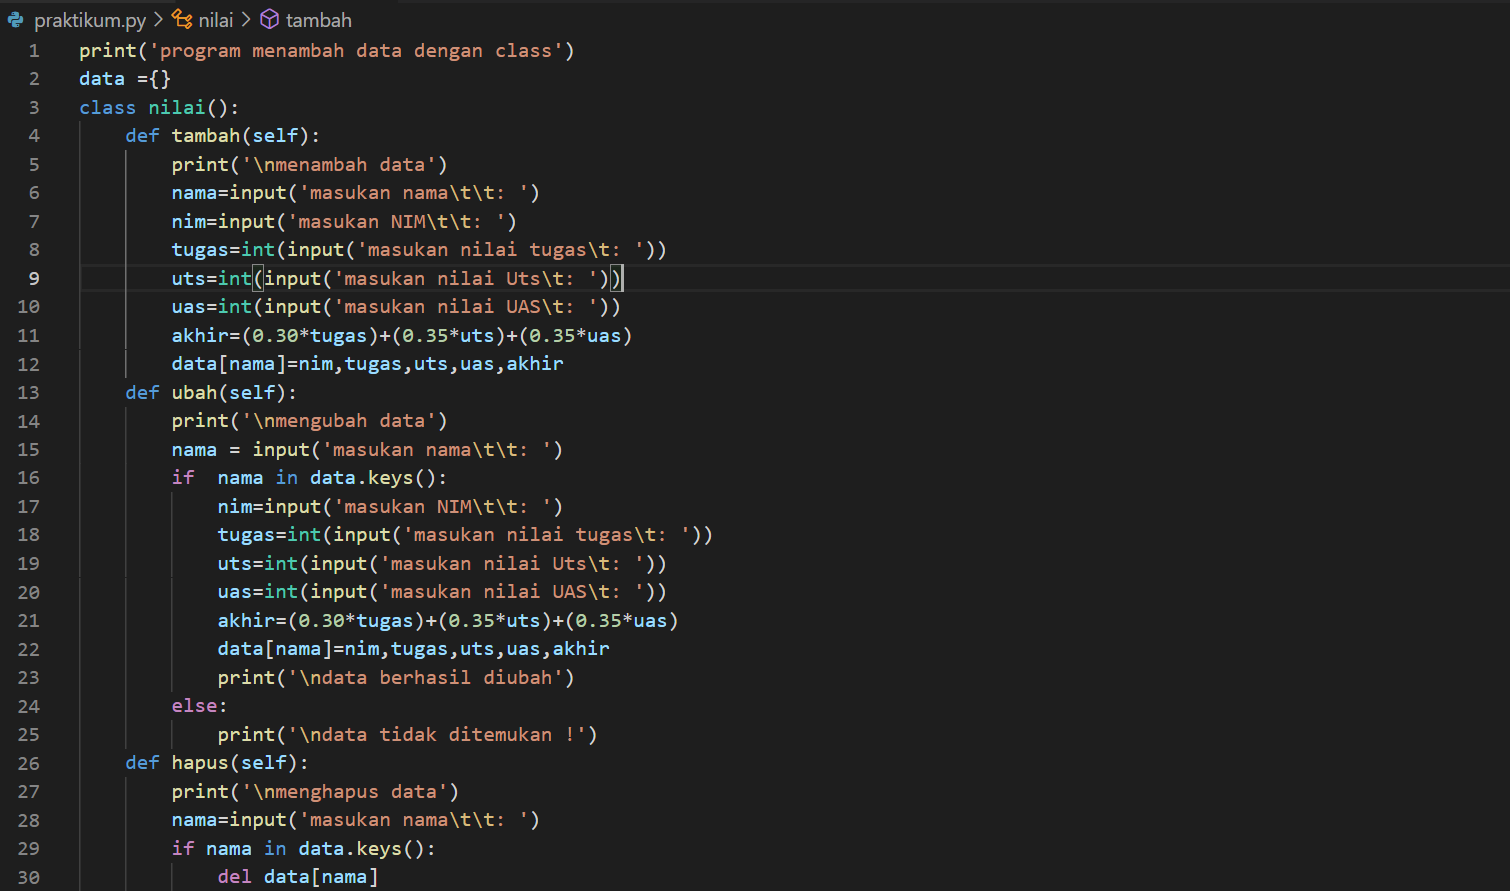 praktikum.py > nilai > tambah
1 print('program menambah data dengan class')
2 data ={}
3 class nilai():
4     def tambah(self):
5         print('\nmenambah data')
6         nama=input('masukan nama\t\t: ')
7         nim=input('masukan NIM\t\t: ')
8         tugas=int(input('masukan nilai tugas\t: '))
9         uts=int(input('masukan nilai Uts\t: '))
10         uas=int(input('masukan nilai UAS\t: '))
11         akhir=(0.30*tugas)+(0.35*uts)+(0.35*uas)
12         data[nama]=nim,tugas,uts,uas,akhir
13     def ubah(self):
14         print('\nmengubah data')
15         nama = input('masukan nama\t\t: ')
16         if  nama in data.keys():
17             nim=input('masukan NIM\t\t: ')
18             tugas=int(input('masukan nilai tugas\t: '))
19             uts=int(input('masukan nilai Uts\t: '))
20             uas=int(input('masukan nilai UAS\t: '))
21             akhir=(0.30*tugas)+(0.35*uts)+(0.35*uas)
22             data[nama]=nim,tugas,uts,uas,akhir
23             print('\ndata berhasil diubah')
24         else:
25             print('\ndata tidak ditemukan !')
26     def hapus(self):
27         print('\nmenghapus data')
28         nama=input('masukan nama\t\t: ')
29         if nama in data.keys():
30             del data[nama]